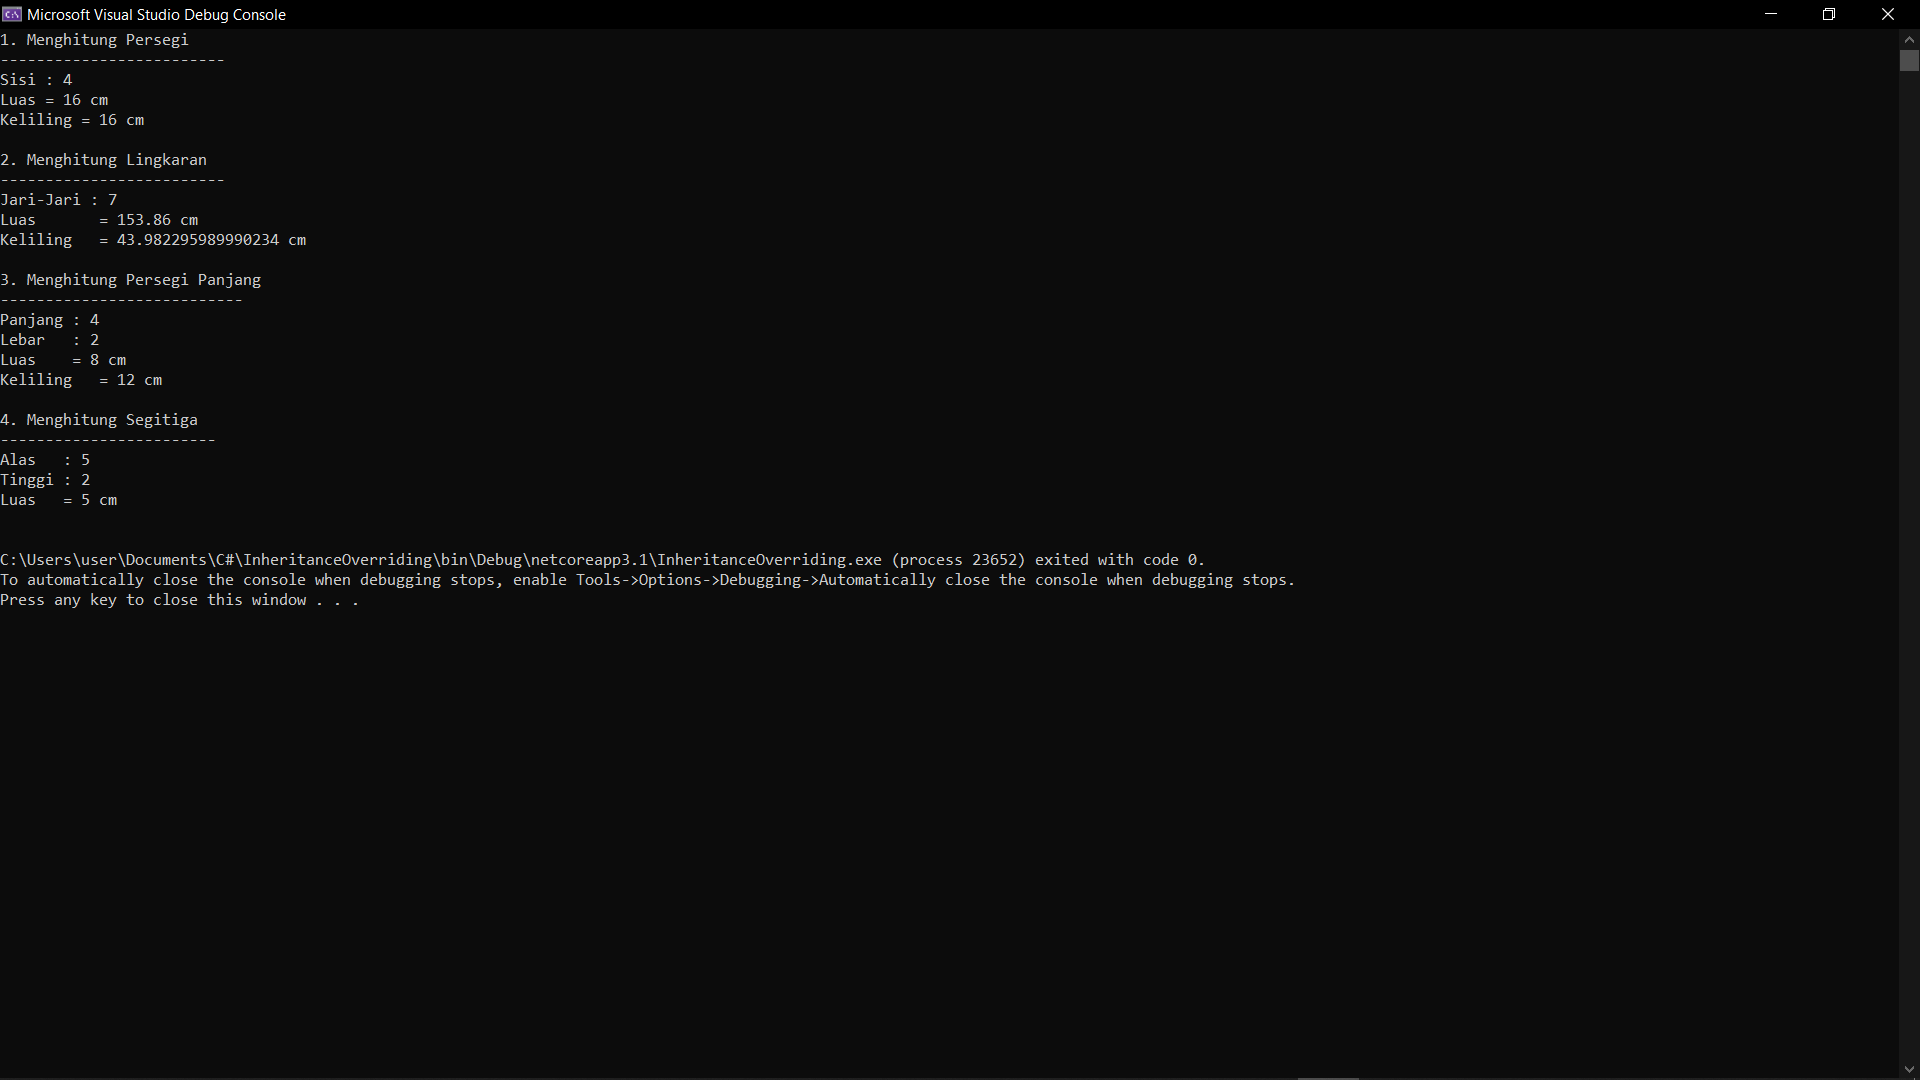 Microsoft Visual Studio Debug Console
1. Menghitung Persegi
-------------------------
Sisi : 4
Luas = 16 cm
Keliling = 16 cm
2. Menghitung Lingkaran
-------------------------
Jari-Jari : 7
Luas       = 153.86 cm
Keliling   = 43.982295989990234 cm
3. Menghitung Persegi Panjang
---------------------------
Panjang : 4
Lebar   : 2
Luas    = 8 cm
Keliling   = 12 cm
4. Menghitung Segitiga
------------------------
Alas   : 5
Tinggi : 2
Luas   = 5 cm
C:\Users\user\Documents\C#\InheritanceOverriding\bin\Debug\netcoreapp3.1\InheritanceOverriding.exe (process 23652) exited with code 0.
To automatically close the console when debugging stops, enable Tools->Options->Debugging->Automatically close the console when debugging stops.
Press any key to close this window . . .